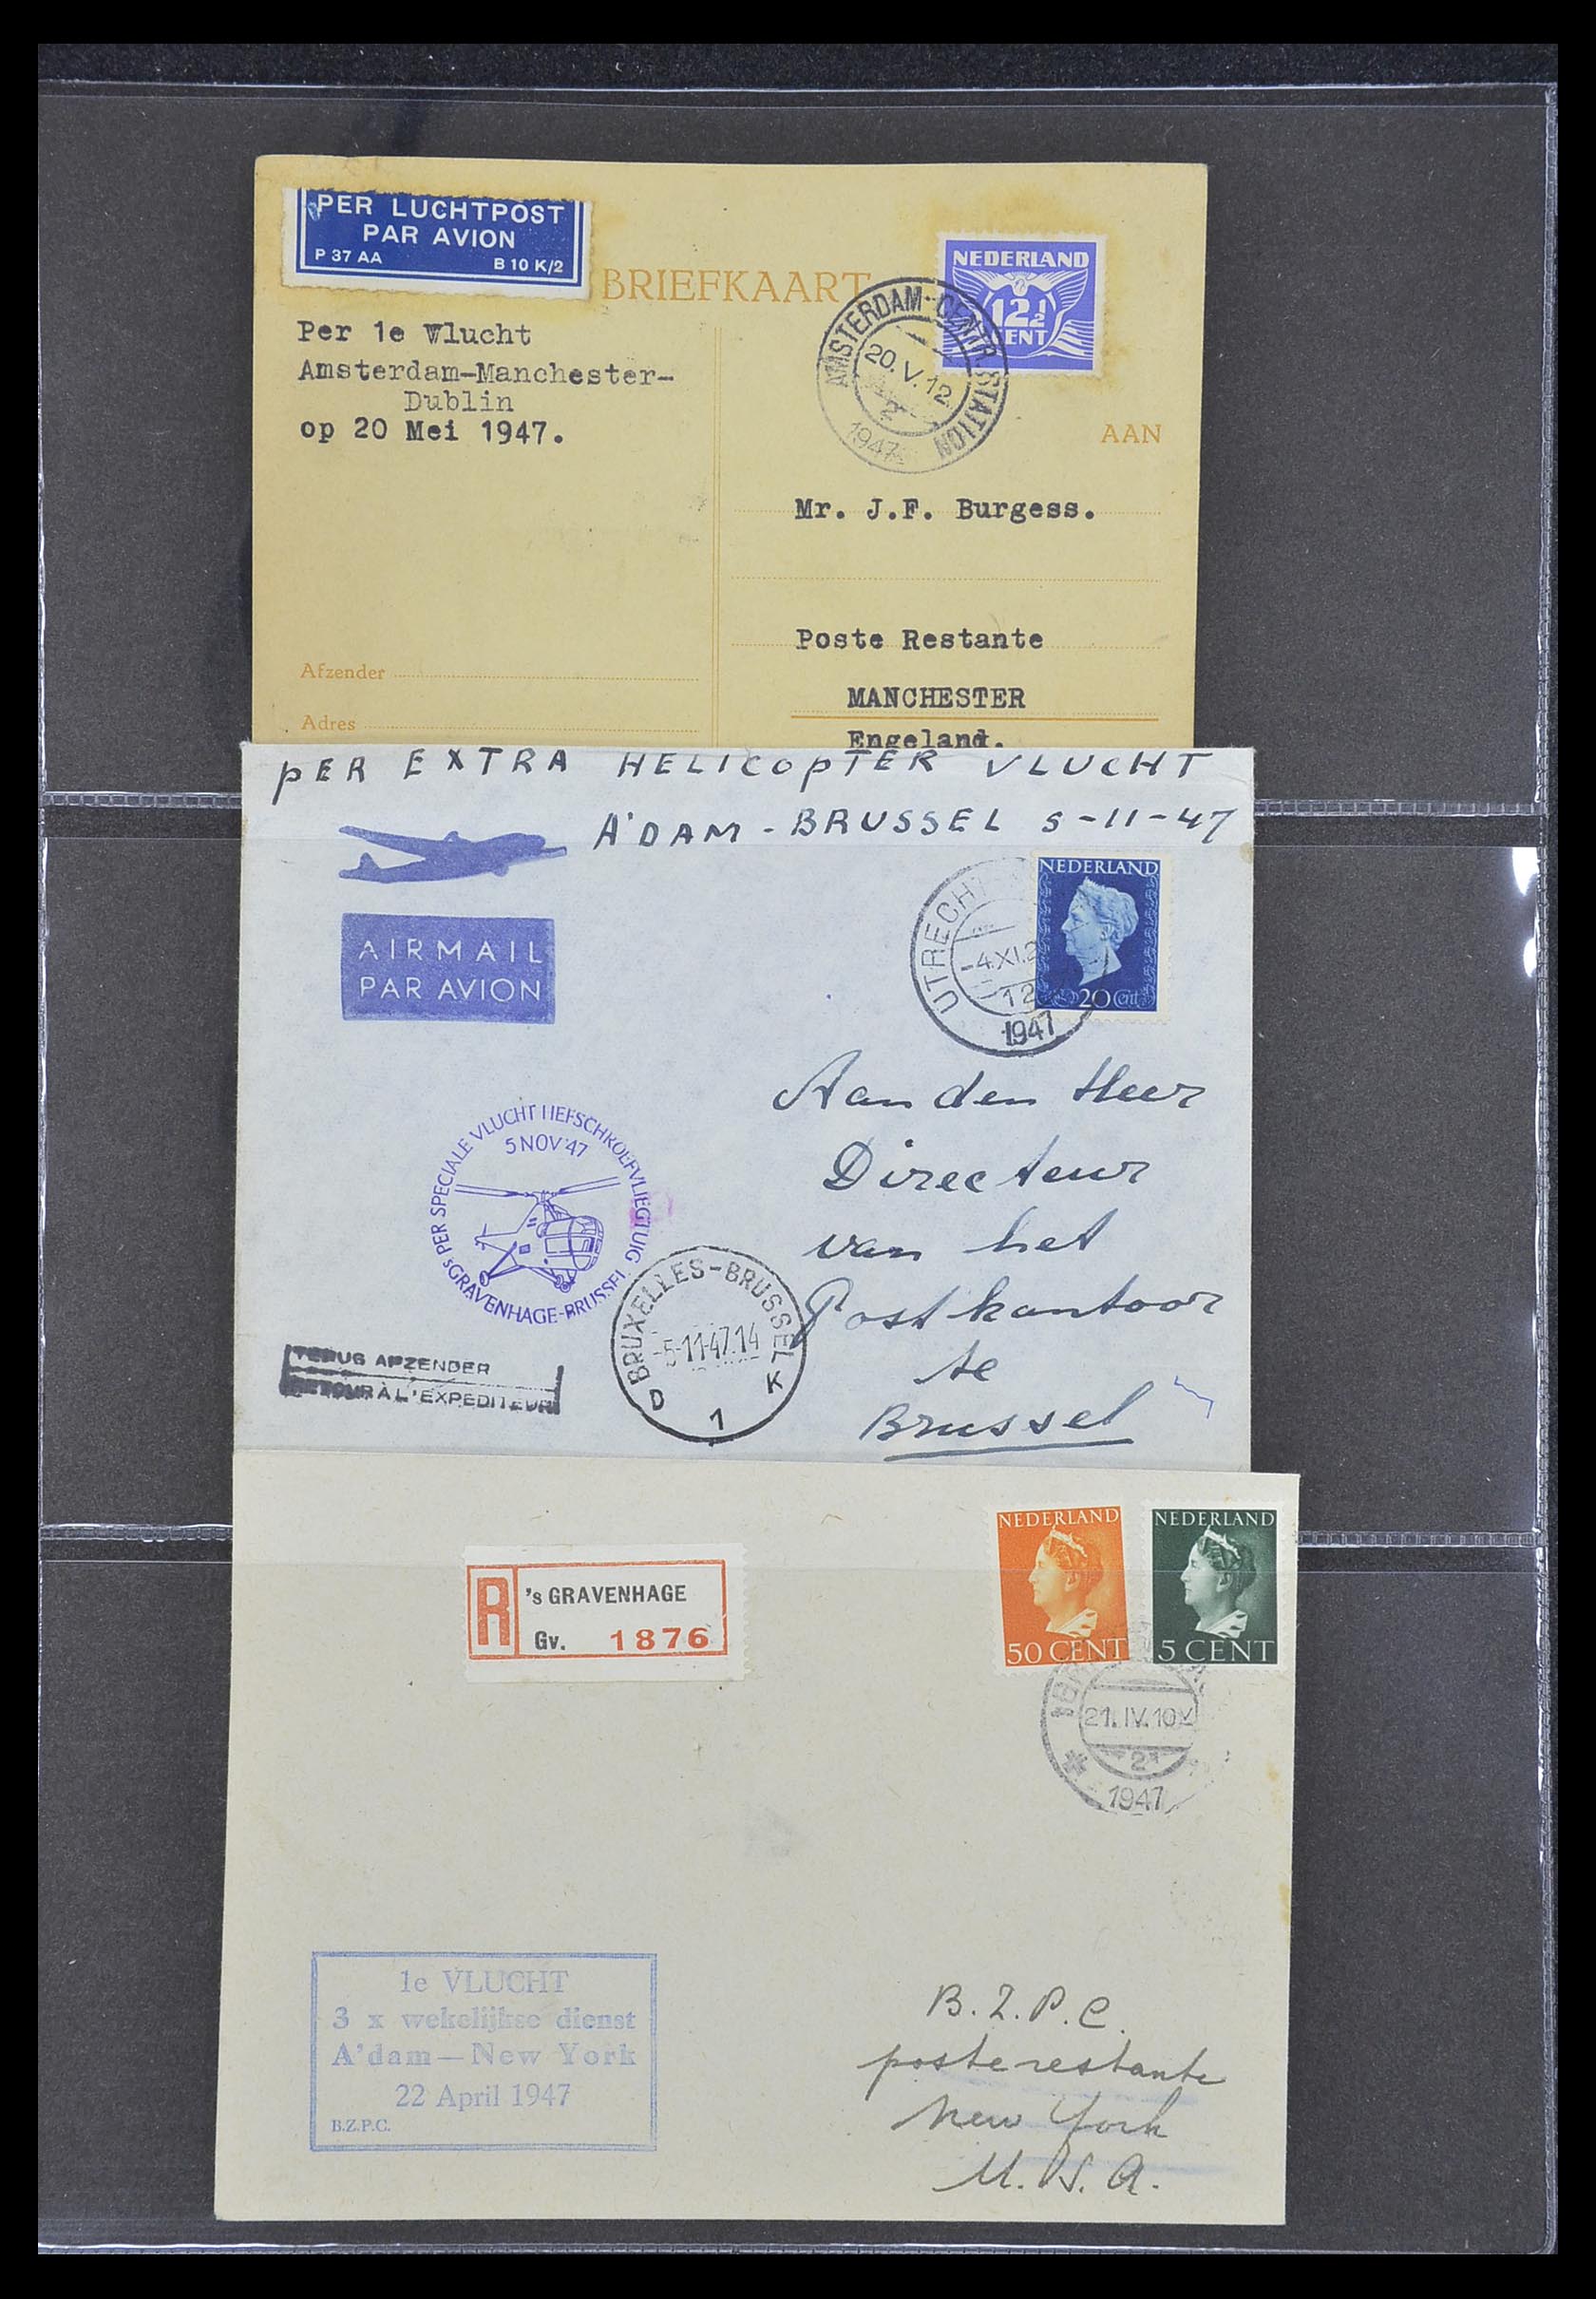 PER LUCHTPOST
PAR AVION
P 37 AA B 10 K/2
BRIEFKAART
NEDERLAND
12½
CENT
AMSTERDAM-CENTR. STATION
20.V.12
2
1947
Per 1e Vlucht
Amsterdam-Manchester-
Dublin
op 20 Mei 1947.
AAN
Mr. J.F. Burgess.
Poste Restante
MANCHESTER
Engeland.
Afzender
Adres
PER EXTRA HELICOPTER VLUCHT
A'DAM - BRUSSEL 5-11-47
AIRMAIL
PAR AVION
NEDERLAND
20 Cent
UTRECHT
-4.XI.2
12
1947
Aan den Heer
Directeur
van het
Postkantoor
te
Brussel
PER SPECIALE VLUCHT HEFSCHROEFVLIEGTUIG
5 NOV '47
'sGRAVENHAGE-BRUSSEL
BRUXELLES-BRUSSEL
-5-11-47.14
D 1 K
TERUG AFZENDER
RETOUR À L'EXPEDITEUR
R 's GRAVENHAGE
Gv. 1876
NEDERLAND
50 CENT
NEDERLAND
5 CENT
21.IV.10V
2
1947
1e VLUCHT
3 x wekelijkse dienst
A'dam—New York
22 April 1947
B.Z.P.C.
B.Z.P.C.
poste restante
New York
U.S.A.